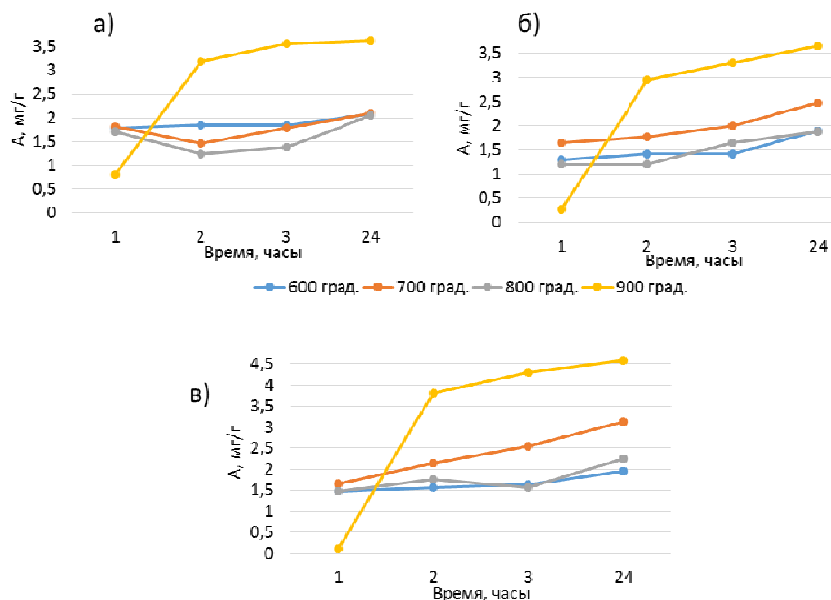 а)
А, мг/г
3,5
3
2,5
2
1,5
1
0,5
0
1 2 3 24
Время, часы
б)
А, мг/г
3,5
3
2,5
2
1,5
1
0,5
0
1 2 3 24
Время, часы
600 град. 700 град. 800 град. 900 град.
в)
А, мг/г
4,5
4
3,5
3
2,5
2
1,5
1
0,5
0
1 2 3 24
Время, часы